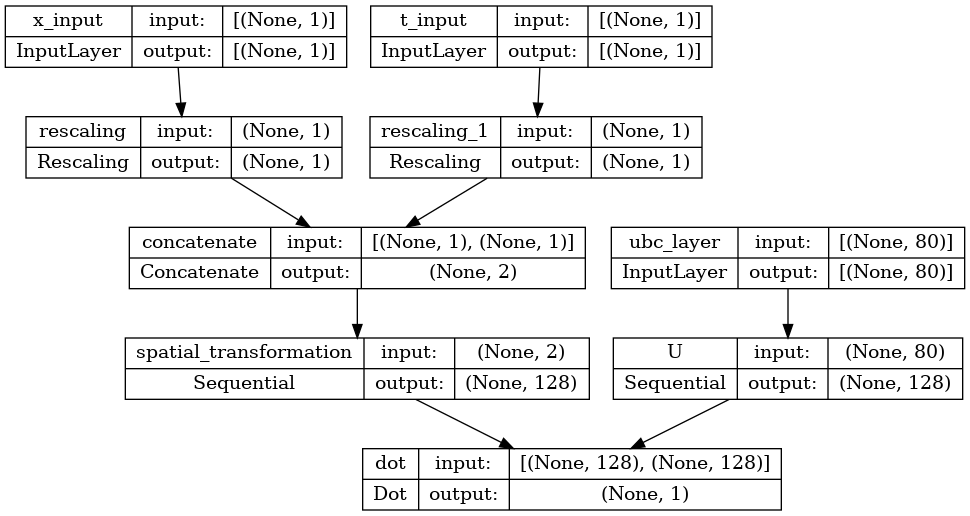 x_input input: [(None, 1)]
InputLayer output: [(None, 1)]
t_input input: [(None, 1)]
InputLayer output: [(None, 1)]
rescaling input: (None, 1)
Rescaling output: (None, 1)
rescaling_1 input: (None, 1)
Rescaling output: (None, 1)
concatenate input: [(None, 1), (None, 1)]
Concatenate output: (None, 2)
ubc_layer input: [(None, 80)]
InputLayer output: [(None, 80)]
spatial_transformation input: (None, 2)
Sequential output: (None, 128)
U input: (None, 80)
Sequential output: (None, 128)
dot input: [(None, 128), (None, 128)]
Dot output: (None, 1)